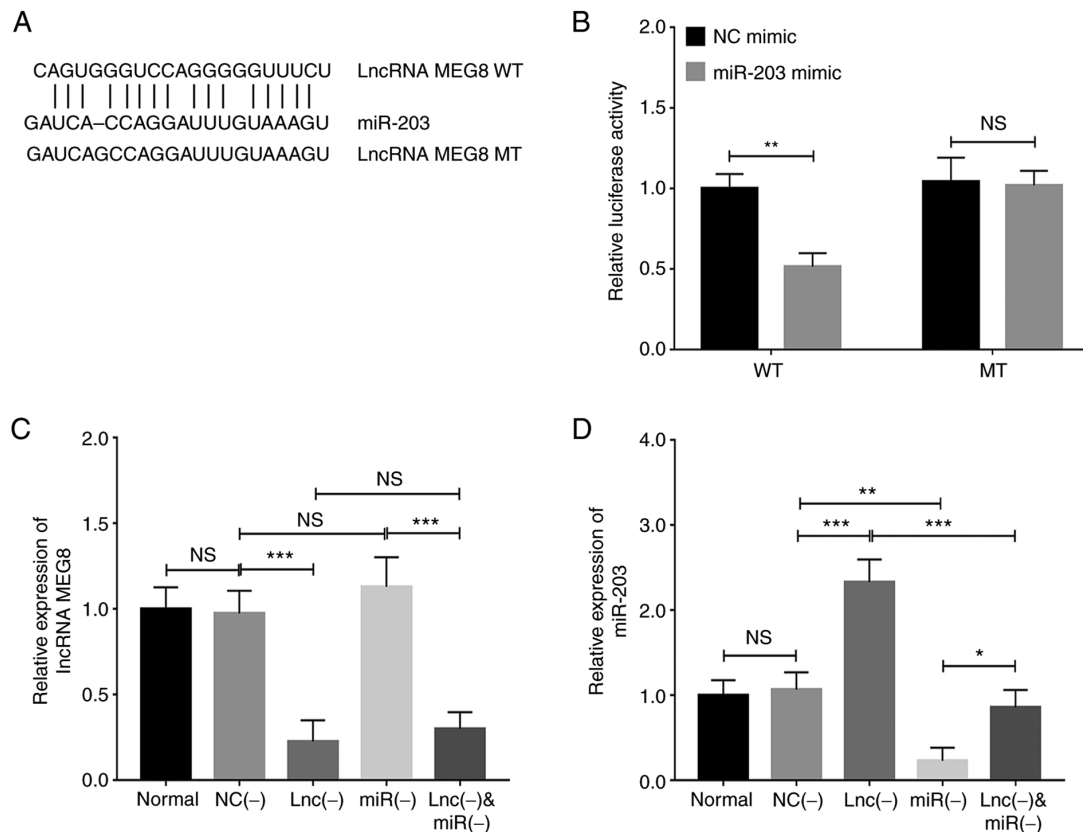 A
CAGUGGGUCCAGGGGGUUUCU LncRNA MEG8 WT
GAUCA–CCAGGAUUUGUAAAGU miR-203
GAUCAGCCAGGAUUUGUAAAGU LncRNA MEG8 MT
B
NC mimic
miR-203 mimic
Relative luciferase activity
2.0
1.5
1.0
0.5
0.0
**
NS
WT MT
C
Relative expression of
lncRNA MEG8
2.0
1.5
1.0
0.5
0.0
NS
NS ***
NS ***
Normal NC(–) Lnc(–) miR(–) Lnc(–)&
miR(–)
D
Relative expression of
miR-203
4.0
3.0
2.0
1.0
0.0
**
*** ***
NS *
Normal NC(–) Lnc(–) miR(–) Lnc(–)&
miR(–)